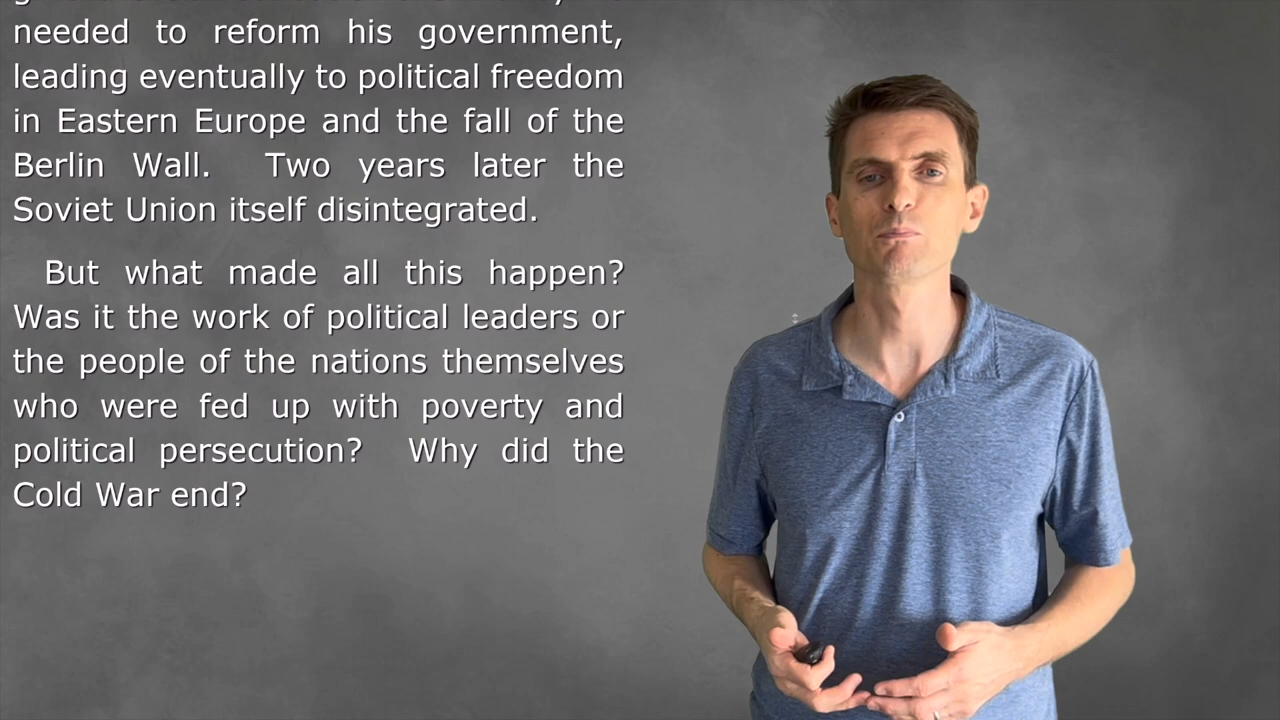 needed to reform his government,
leading eventually to political freedom
in Eastern Europe and the fall of the
Berlin Wall.  Two years later the
Soviet Union itself disintegrated.
But what made all this happen?
Was it the work of political leaders or
the people of the nations themselves
who were fed up with poverty and
political persecution?  Why did the
Cold War end?